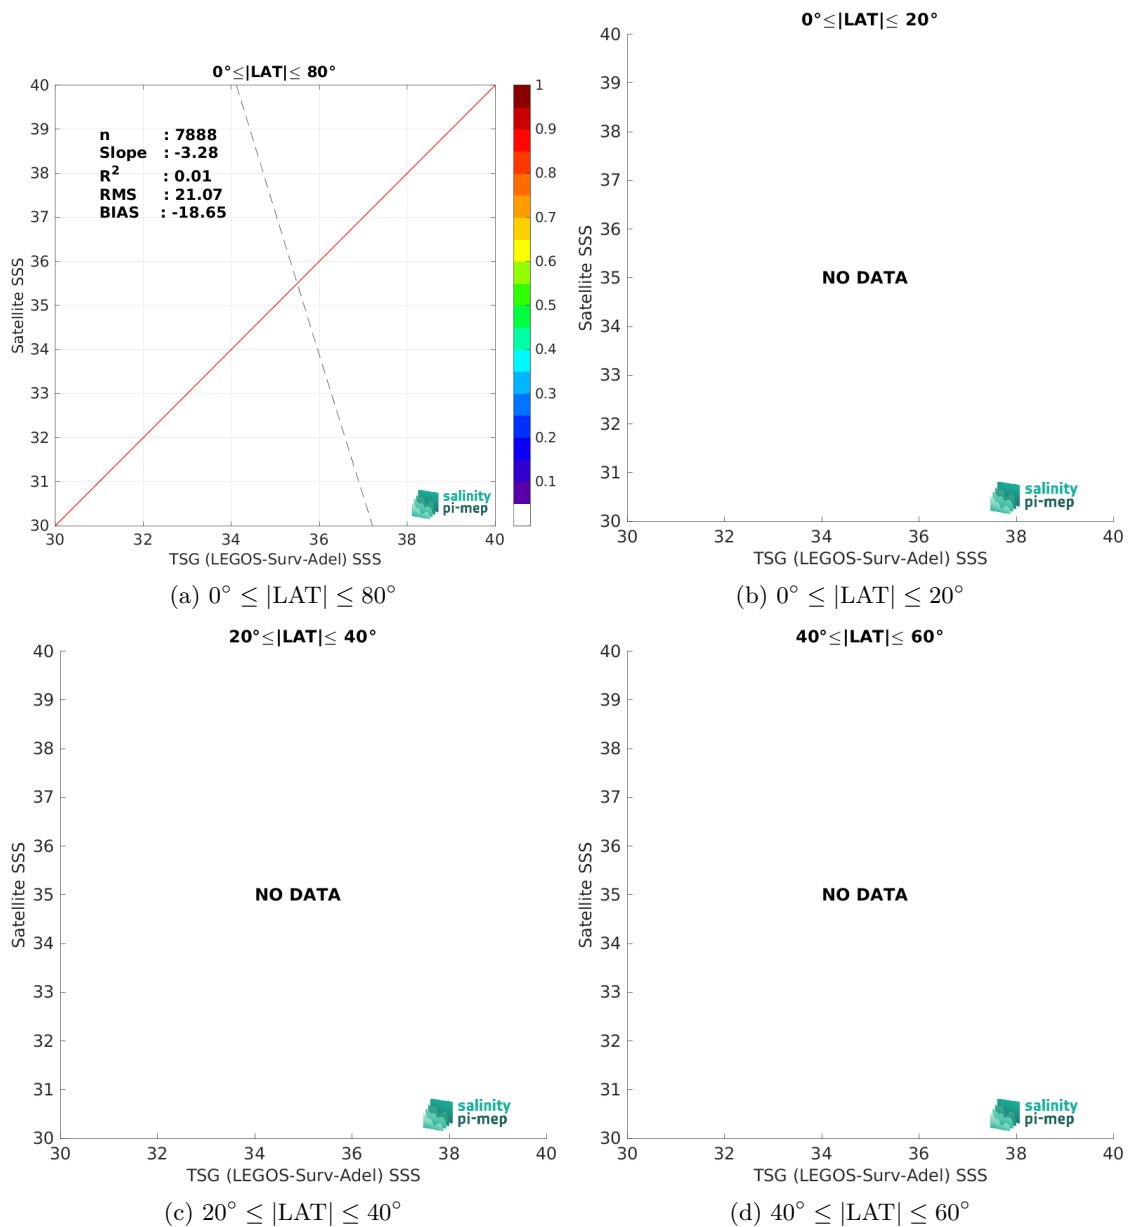 0°≤|LAT|≤ 80°
40
39
38
37
36
35
34
33
32
31
30
n : 7888
Slope : -3.28
R² : 0.01
RMS : 21.07
BIAS : -18.65
Satellite SSS
salinity
pi-mep
30 32 34 36 38 40
TSG (LEGOS-Surv-Adel) SSS
1
0.9
0.8
0.7
0.6
0.5
0.4
0.3
0.2
0.1
(a) 0° ≤ |LAT| ≤ 80°
0°≤|LAT|≤ 20°
40
39
38
37
36
35
34
33
32
31
30
Satellite SSS
NO DATA
salinity
pi-mep
30 32 34 36 38 40
TSG (LEGOS-Surv-Adel) SSS
(b) 0° ≤ |LAT| ≤ 20°
20°≤|LAT|≤ 40°
40
39
38
37
36
35
34
33
32
31
30
Satellite SSS
NO DATA
salinity
pi-mep
30 32 34 36 38 40
TSG (LEGOS-Surv-Adel) SSS
(c) 20° ≤ |LAT| ≤ 40°
40°≤|LAT|≤ 60°
40
39
38
37
36
35
34
33
32
31
30
Satellite SSS
NO DATA
salinity
pi-mep
30 32 34 36 38 40
TSG (LEGOS-Surv-Adel) SSS
(d) 40° ≤ |LAT| ≤ 60°